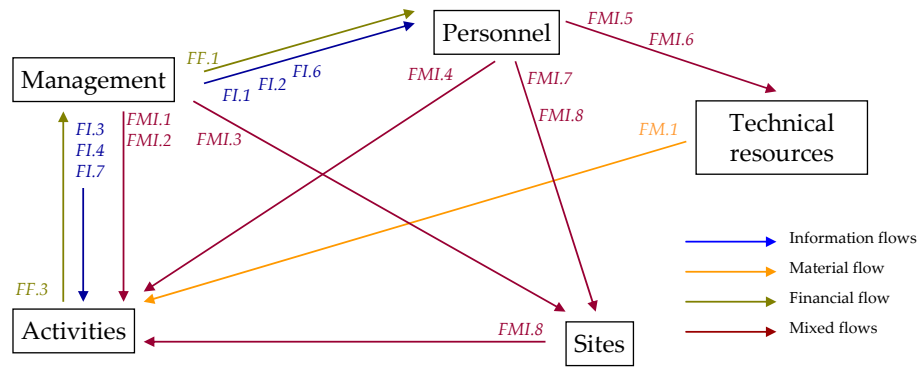 Personnel
FMI.5
FMI.6
FF.1
FI.6
FI.2
FI.1
Management
FMI.4
FMI.7
FMI.8
FMI.1
FMI.2
FMI.3
FI.3
FI.4
FI.7
FM.1
Technical
resources
Information flows
Material flow
Financial flow
Mixed flows
FF.3
Activities
FMI.8
Sites